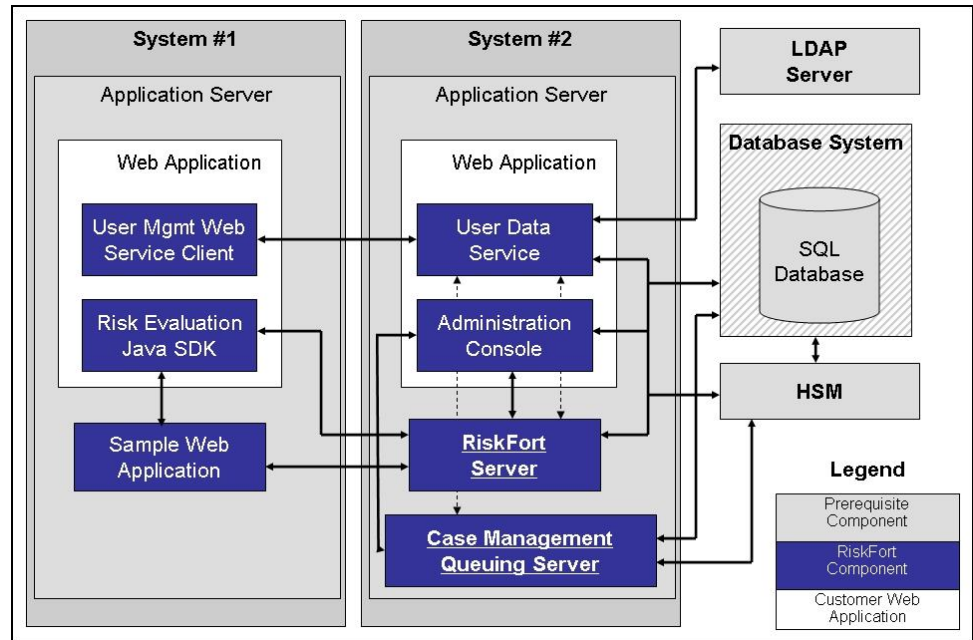 System #1
Application Server
Web Application
User Mgmt Web
Service Client
Risk Evaluation
Java SDK
Sample Web
Application
System #2
Application Server
Web Application
User Data
Service
Administration
Console
RiskFort
Server
Case Management
Queuing Server
LDAP
Server
Database System
SQL
Database
HSM
Legend
Prerequisite
Component
RiskFort
Component
Customer Web
Application